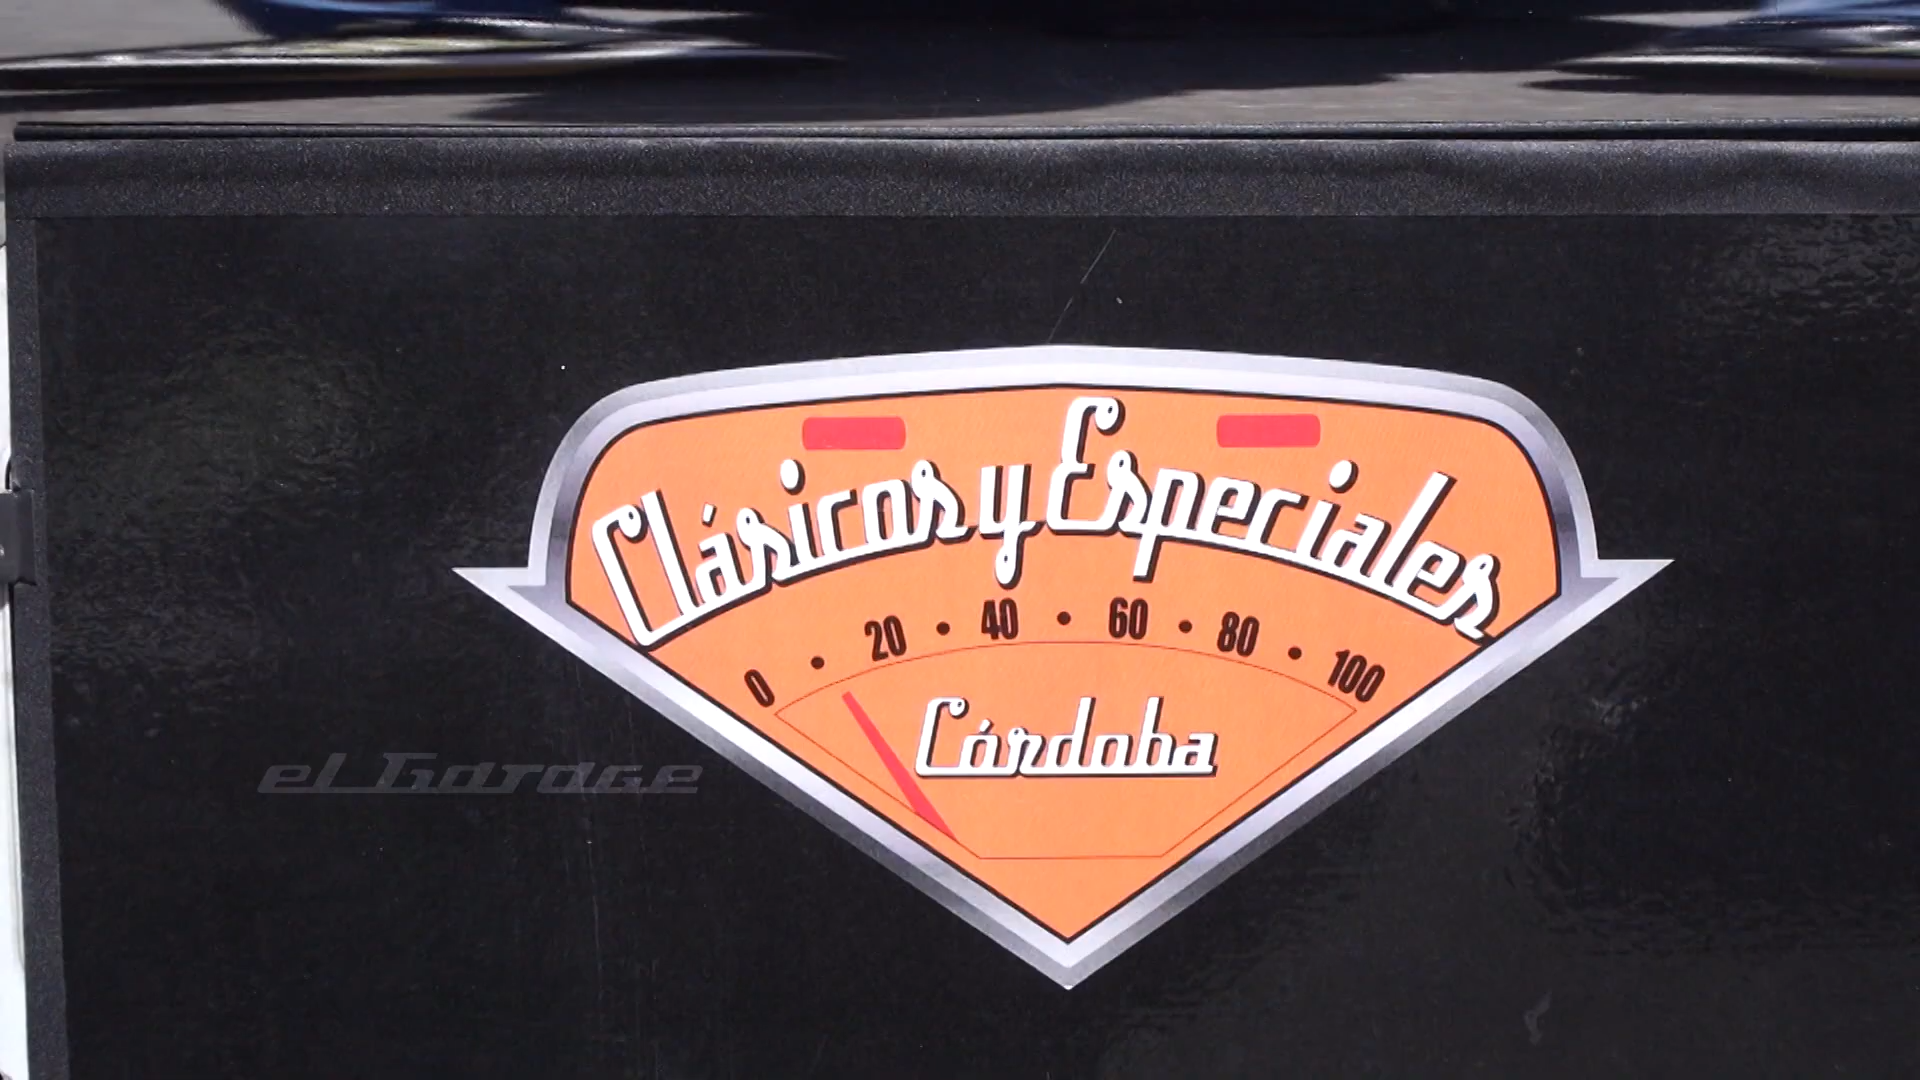 Clásicos y Especiales
0 • 20 • 40 • 60 • 80 • 100
Córdoba
el Garage